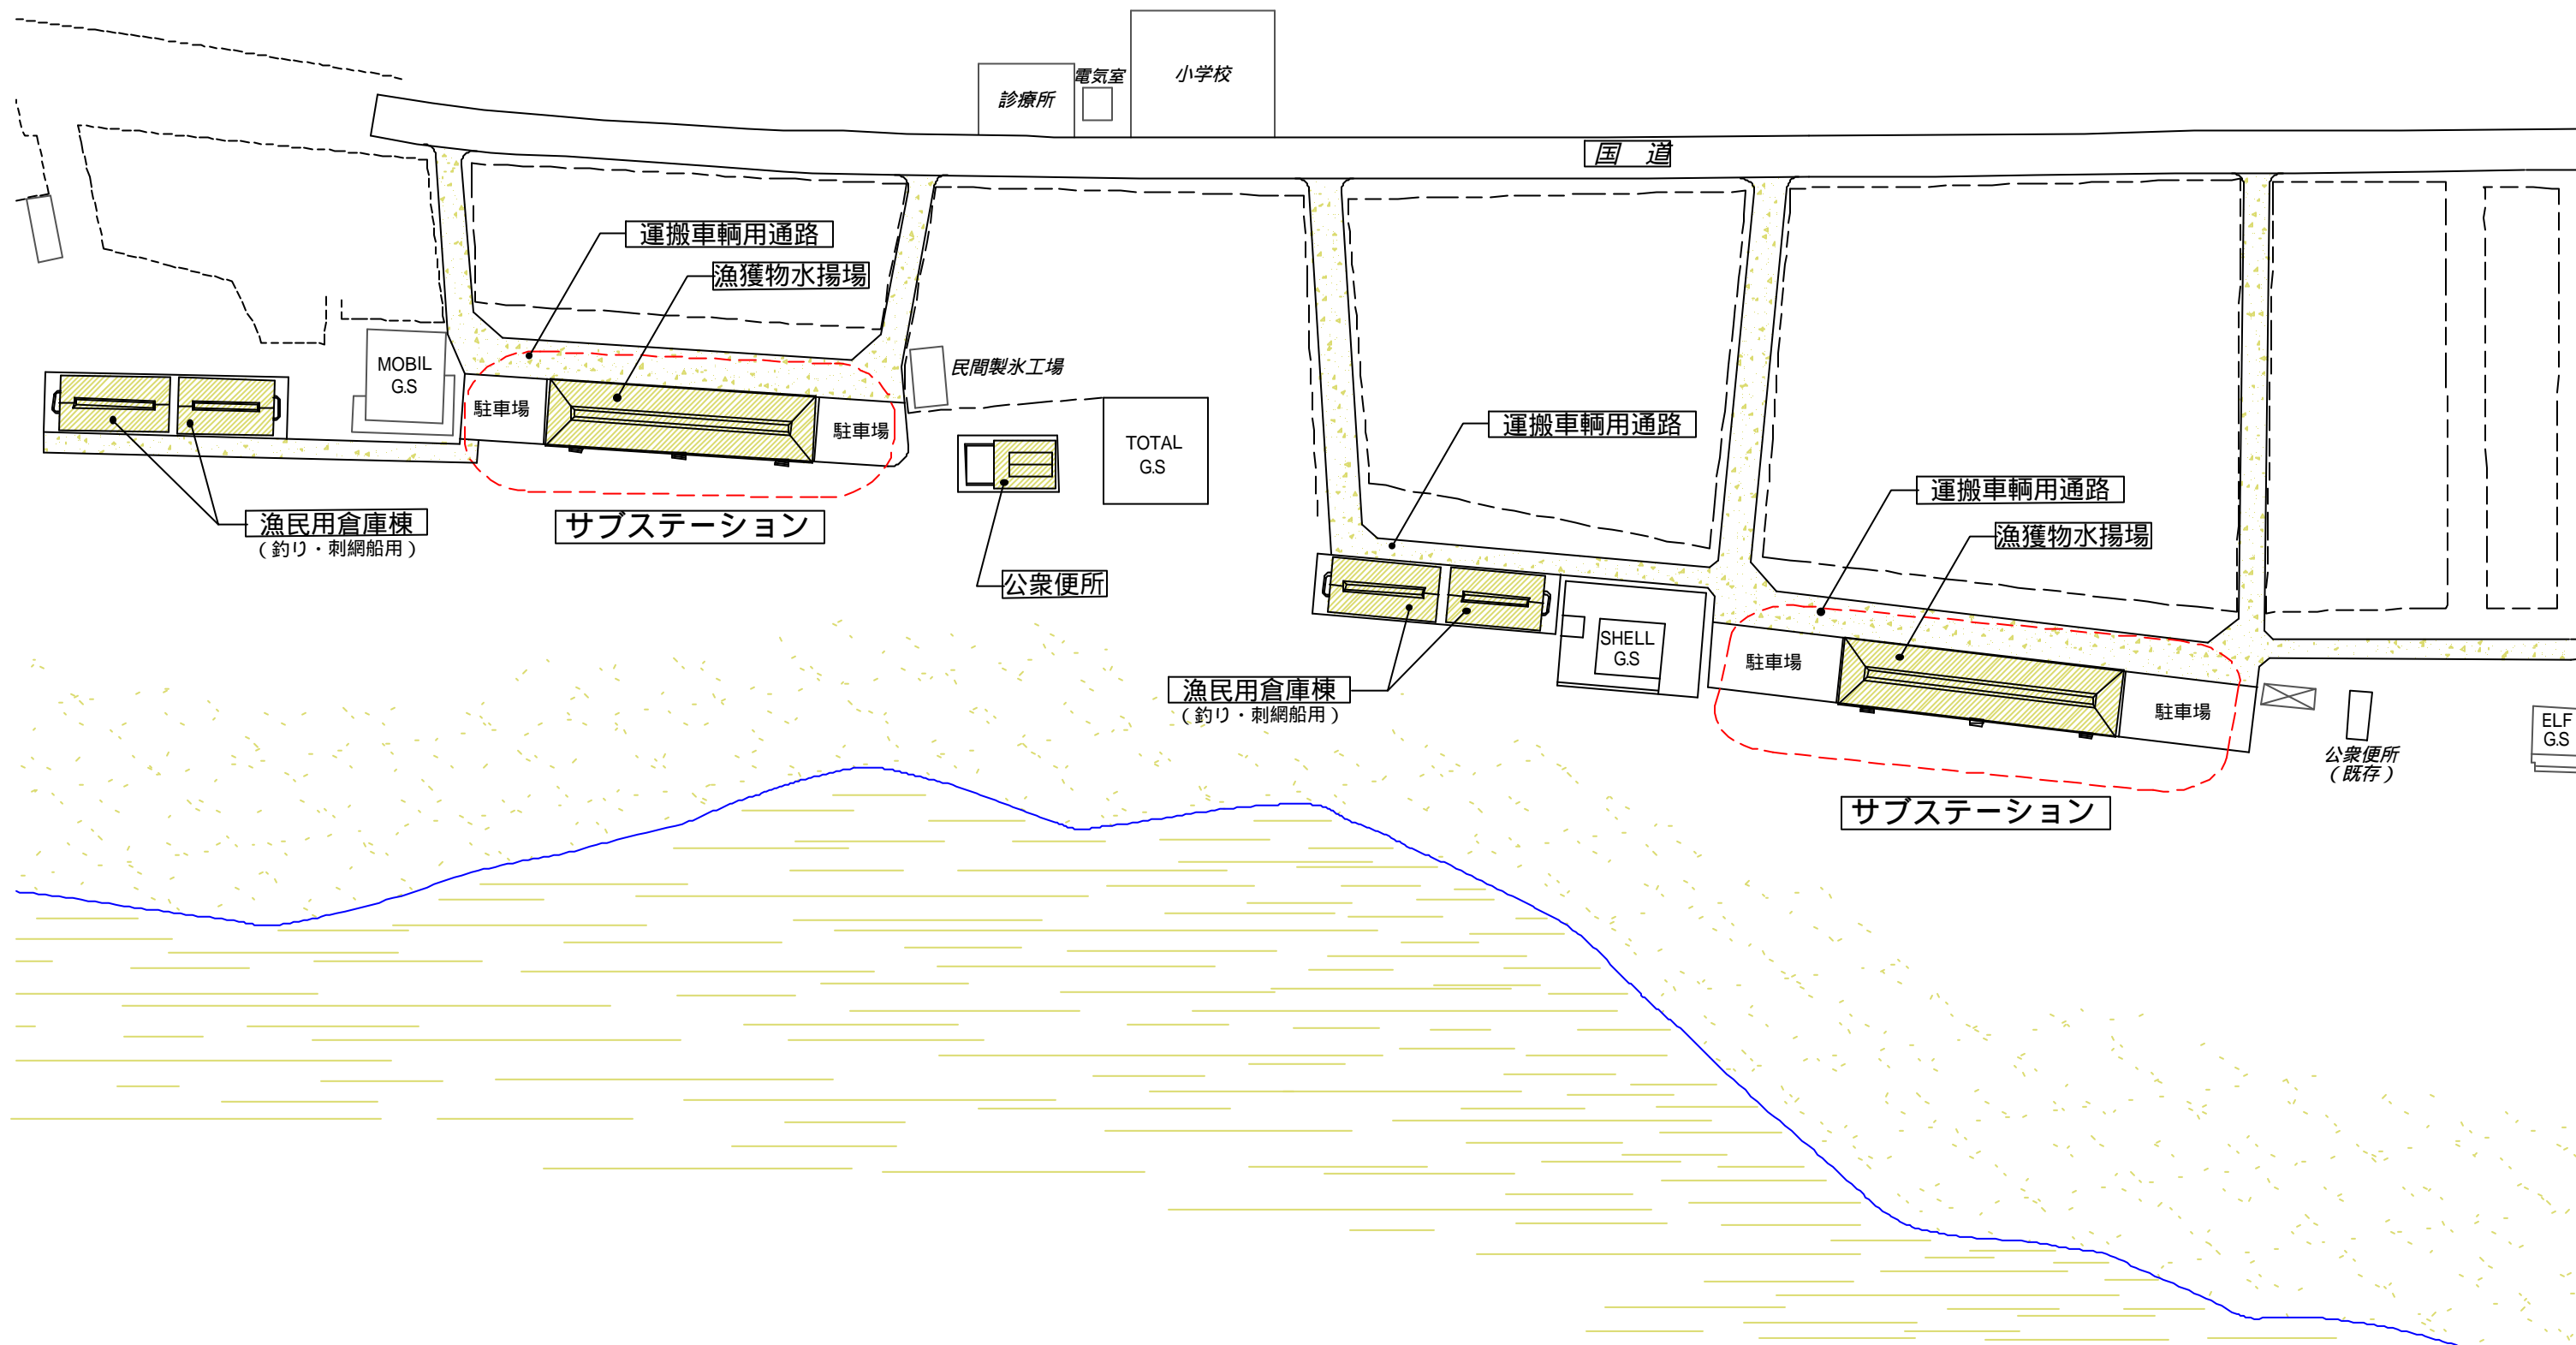 小学校
電気室
診療所
国 道
運搬車輌用通路
漁獲物水揚場
MOBIL
G.S
民間製氷工場
駐車場
駐車場
TOTAL
G.S
運搬車輌用通路
運搬車輌用通路
漁獲物水揚場
漁民用倉庫棟
(釣り・刺網船用)
サブステーション
公衆便所
SHELL
G.S
駐車場
漁民用倉庫棟
(釣り・刺網船用)
駐車場
ELF
G.S
公衆便所
(既存)
サブステーション